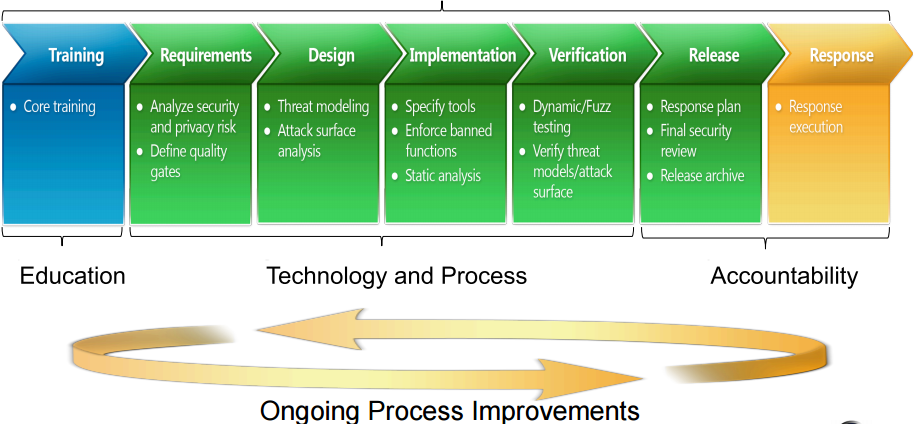 Training
Requirements
Design
Implementation
Verification
Release
Response
• Core training
• Analyze security
and privacy risk
• Define quality
gates
• Threat modeling
• Attack surface
analysis
• Specify tools
• Enforce banned
functions
• Static analysis
• Dynamic/Fuzz
testing
• Verify threat
models/attack
surface
• Response plan
• Final security
review
• Release archive
• Response
execution
Education
Technology and Process
Accountability
Ongoing Process Improvements